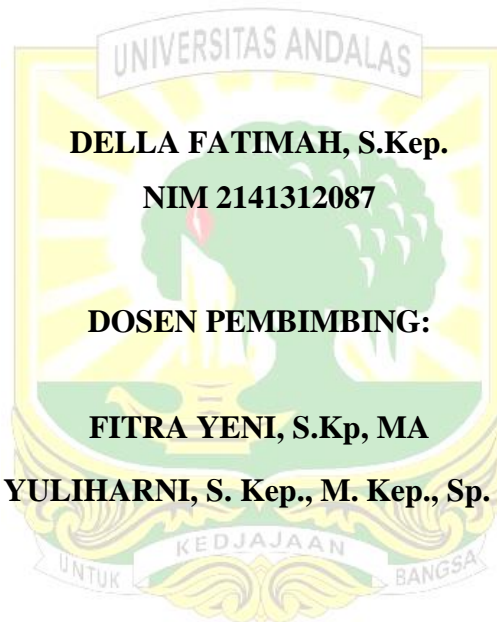 UNIVERSITAS ANDALAS
DELLA FATIMAH, S.Kep.
NIM 2141312087
DOSEN PEMBIMBING:
FITRA YENI, S.Kp, MA
YULIHARNI, S. Kep., M. Kep., Sp.
UNTUK KEDJAJAAN BANGSA